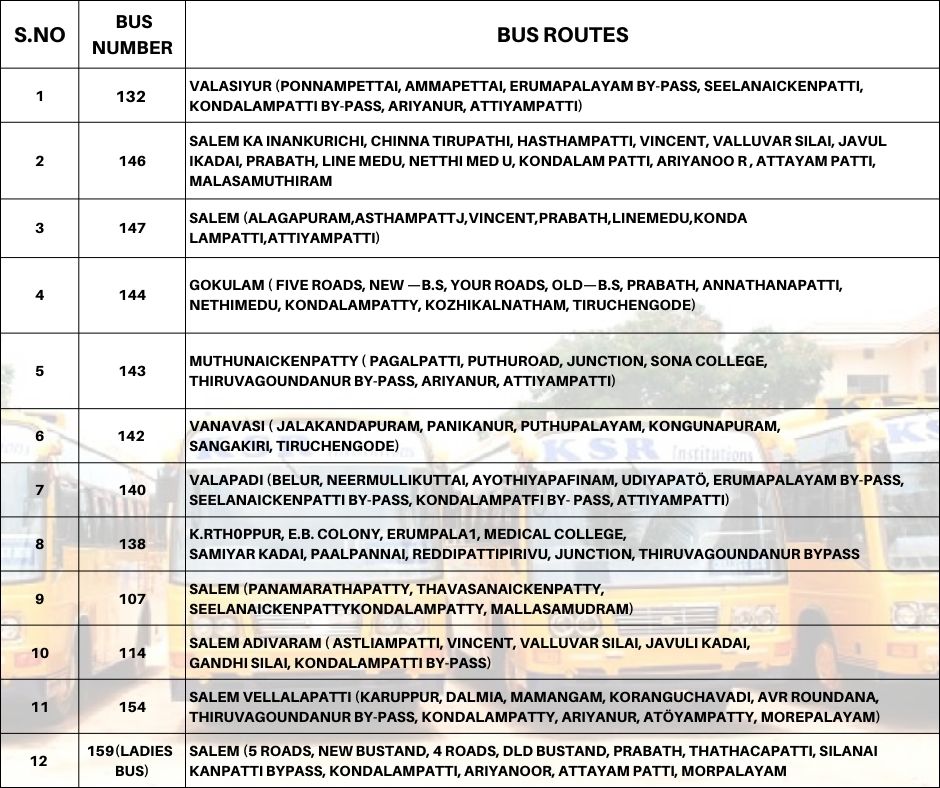 S.NO
BUS
NUMBER
BUS ROUTES
1
132
VALASIYUR (PONNAMPETTAI, AMMAPETTAI, ERUMAPALAYAM BY-PASS, SEELANAICKENPATTI,
KONDALAMPATTI BY-PASS, ARIYANUR, ATTIYAMPATTI)
2
146
SALEM KA INANKURICHI, CHINNA TIRUPATHI, HASTHAMPATTI, VINCENT, VALLUVAR SILAI, JAVUL
IKADAI, PRABATH, LINE MEDU, NETTHI MED U, KONDALAM PATTI, ARIYANOO R , ATTAYAM PATTI,
MALASAMUTHIRAM
3
147
SALEM (ALAGAPURAM,ASTHAMPATTJ,VINCENT,PRABATH,LINEMEDU,KONDA
LAMPATTI,ATTIYAMPATTI)
4
144
GOKULAM ( FIVE ROADS, NEW —B.S, YOUR ROADS, OLD—B.S, PRABATH, ANNATHANAPATTI,
NETHIMEDU, KONDALAMPATTY, KOZHIKALNATHAM, TIRUCHENGODE)
5
143
MUTHUNAICKENPATTY ( PAGALPATTI, PUTHUROAD, JUNCTION, SONA COLLEGE,
THIRUVAGOUNDANUR BY-PASS, ARIYANUR, ATTIYAMPATTI)
6
142
VANAVASI ( JALAKANDAPURAM, PANIKANUR, PUTHUPALAYAM, KONGUNAPURAM,
SANGAKIRI, TIRUCHENGODE)
7
140
VALAPADI (BELUR, NEERMULLIKUTTAI, AYOTHIYAPAFINAM, UDIYAPATÖ, ERUMAPALAYAM BY-PASS,
SEELANAICKENPATTI BY-PASS, KONDALAMPATFI BY- PASS, ATTIYAMPATTI)
8
138
K.RTHOPPUR, E.B. COLONY, ERUMPALA1, MEDICAL COLLEGE,
SAMIYAR KADAI, PAALPANNAI, REDDIPATTIPIRIVU, JUNCTION, THIRUVAGOUNDANUR BYPASS
9
107
SALEM (PANAMARATHAPATTY, THAVASANAICKENPATTY,
SEELANAICKENPATTYKONDALAMPATTY, MALLASAMUDRAM)
10
114
SALEM ADIVARAM ( ASTLIAMPATTI, VINCENT, VALLUVAR SILAI, JAVULI KADAI,
GANDHI SILAI, KONDALAMPATTI BY-PASS)
11
154
SALEM VELLALAPATTI (KARUPPUR, DALMIA, MAMANGAM, KORANGUCHAVADI, AVR ROUNDANA,
THIRUVAGOUNDANUR BY-PASS, KONDALAMPATTY, ARIYANUR, ATÖYAMPATTY, MOREPALAYAM)
12
159(LADIES
BUS)
SALEM (5 ROADS, NEW BUSTAND, 4 ROADS, DLD BUSTAND, PRABATH, THATHACAPATTI, SILANAI
KANPATTI BYPASS, KONDALAMPATTI, ARIYANOOR, ATTAYAM PATTI, MORPALAYAM
KSR Institutions